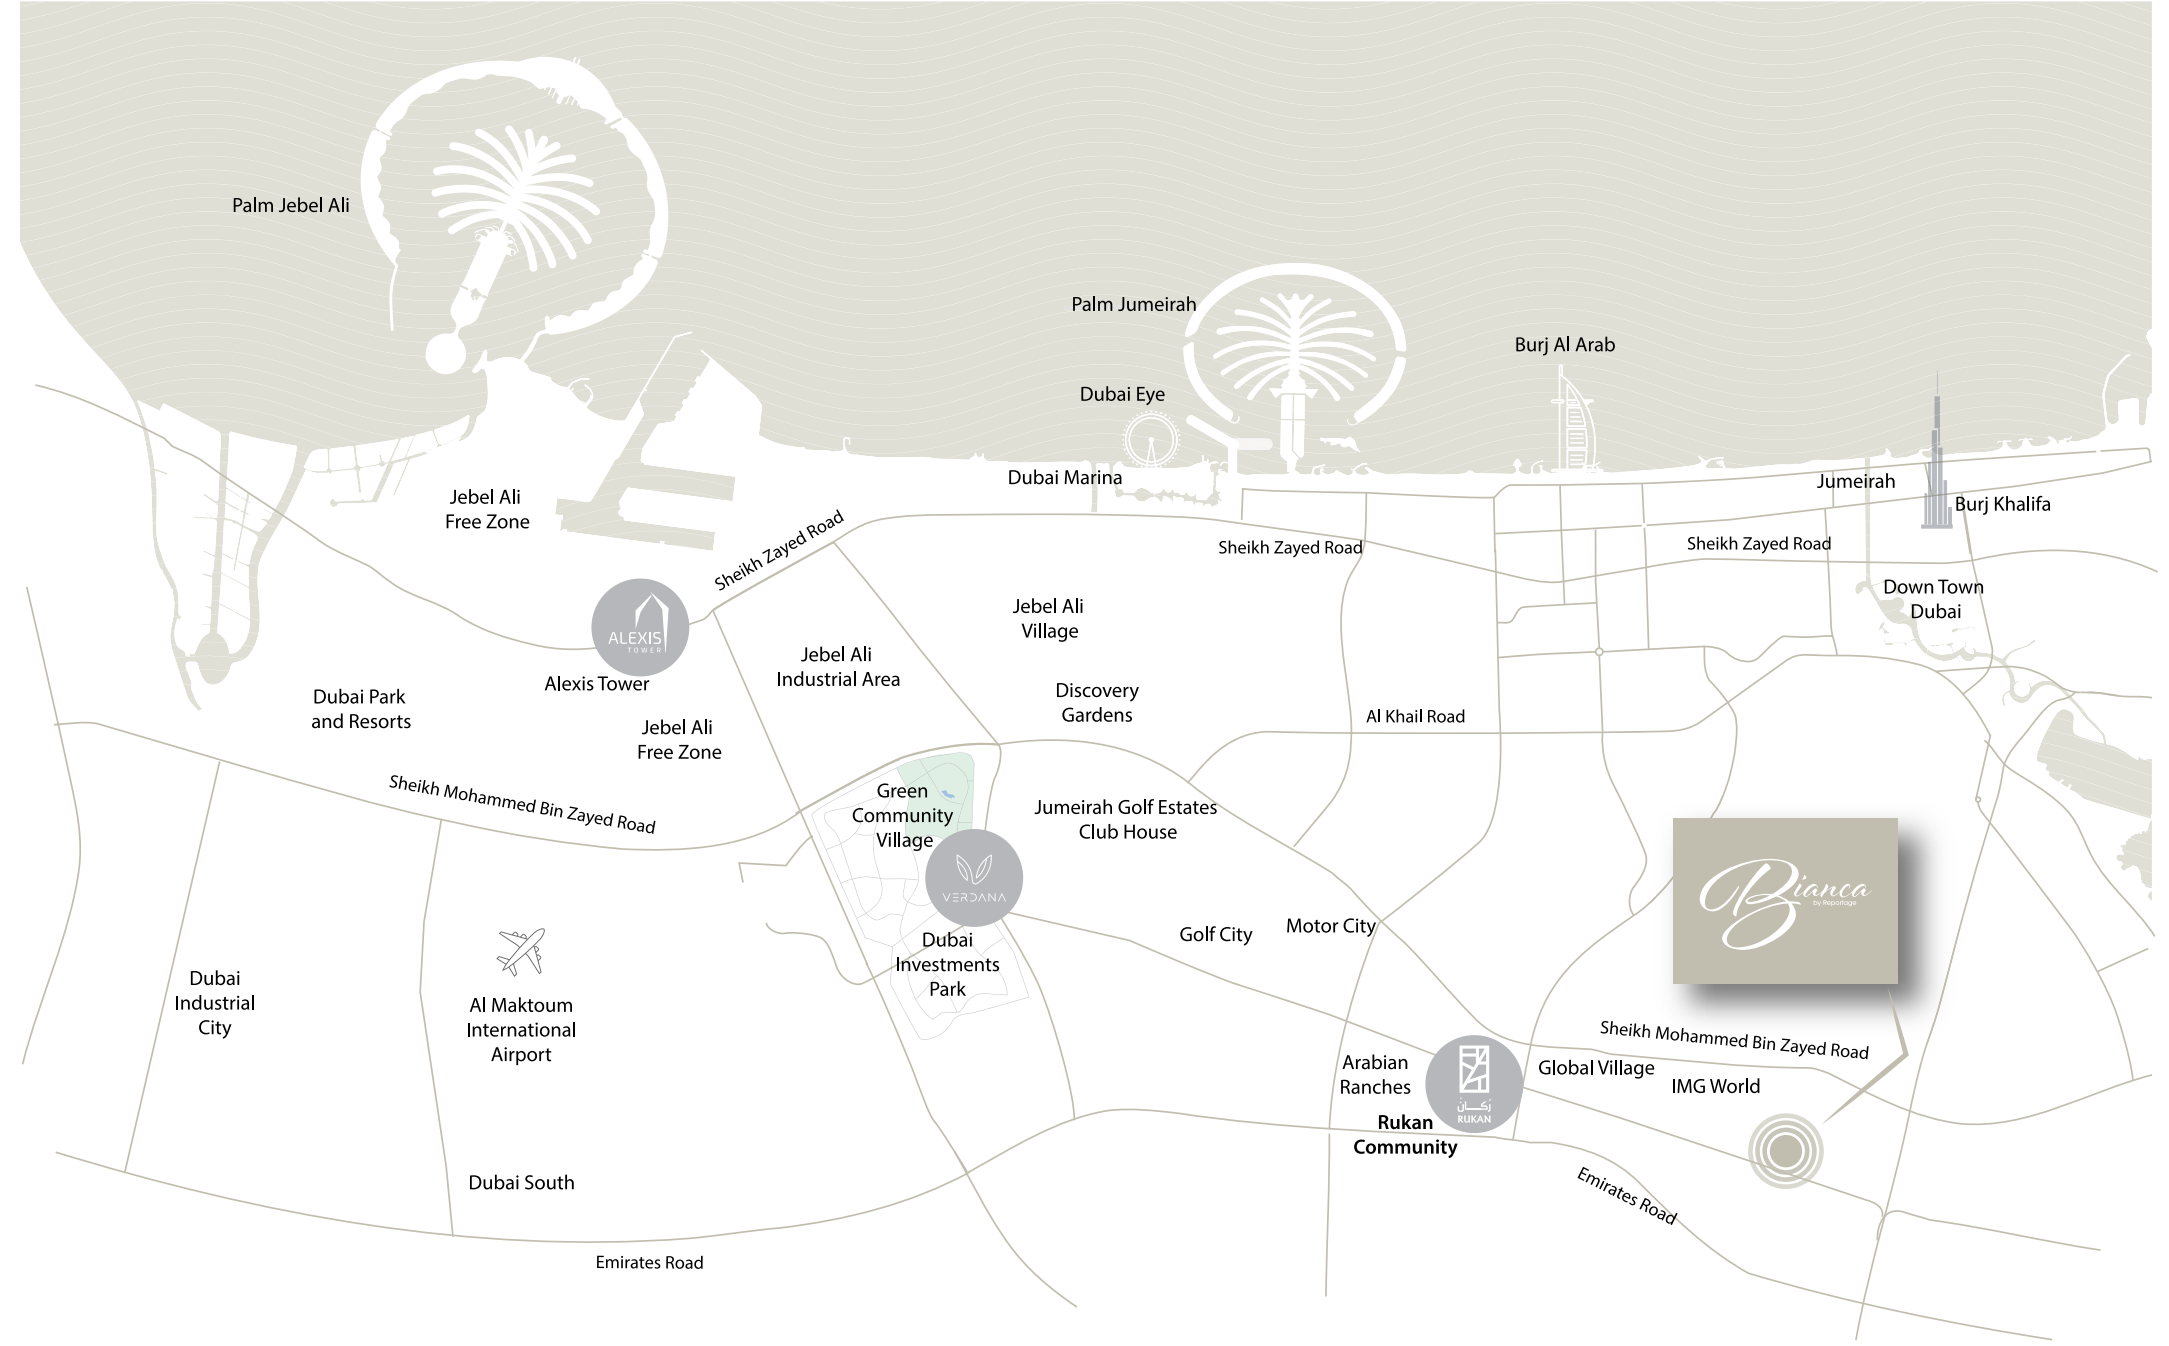 Palm Jebel Ali
Palm Jumeirah
Burj Al Arab
Dubai Eye
Dubai Marina
Jumeirah
Burj Khalifa
Jebel Ali
Free Zone
Sheikh Zayed Road
Sheikh Zayed Road
Sheikh Zayed Road
Down Town
Dubai
ALEXIS
TOWER
Alexis Tower
Jebel Ali
Village
Jebel Ali
Industrial Area
Dubai Park
and Resorts
Discovery
Gardens
Al Khail Road
Jebel Ali
Free Zone
Sheikh Mohammed Bin Zayed Road
Green
Community
Village
Jumeirah Golf Estates
Club House
VERDANA
Bianca
by Reportage
Golf City
Motor City
Dubai
Investments
Park
Dubai
Industrial
City
Al Maktoum
International
Airport
Sheikh Mohammed Bin Zayed Road
Arabian
Ranches
رُكـــان
RUKAN
Global Village
IMG World
Rukan
Community
Dubai South
Emirates Road
Emirates Road